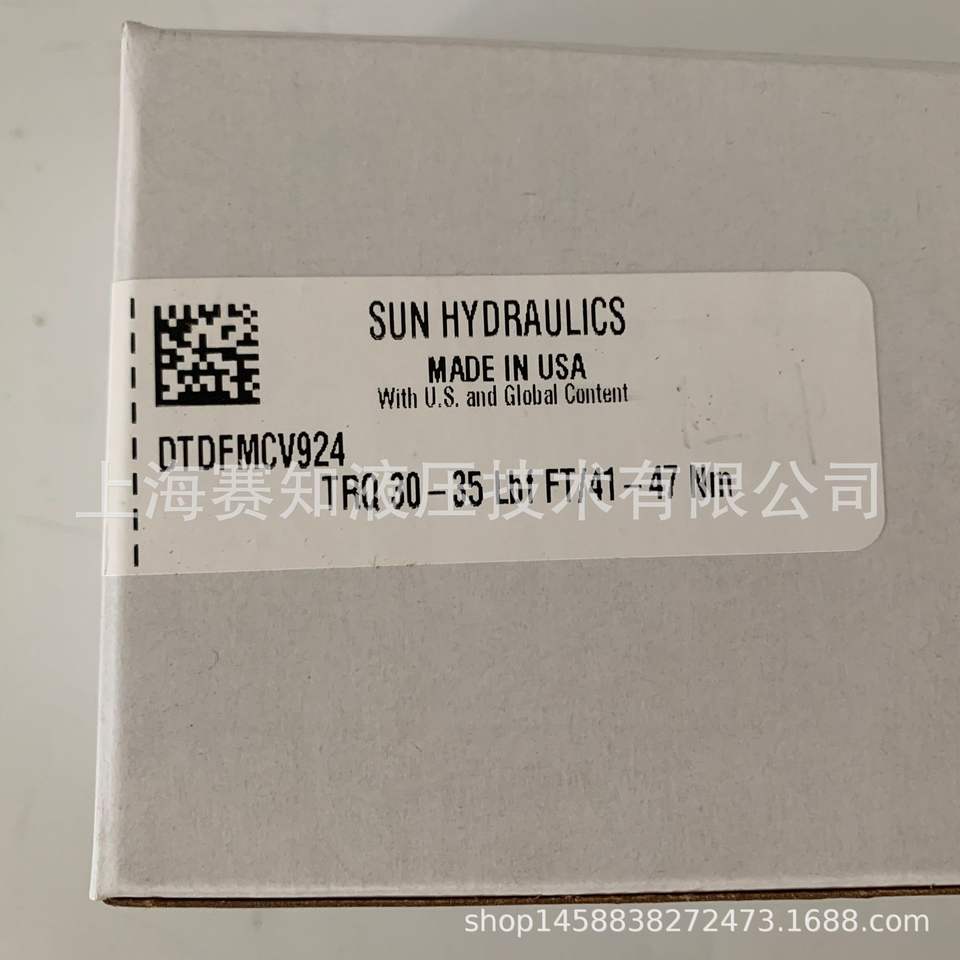 SUN HYDRAULICS
MADE IN USA
With U.S. and Global Content
DTDFMCV924
TRQ 30-35 Lbf FT/41-47 Nm
上海赛知液压技术有限公司
shop1458838272473.1688.com